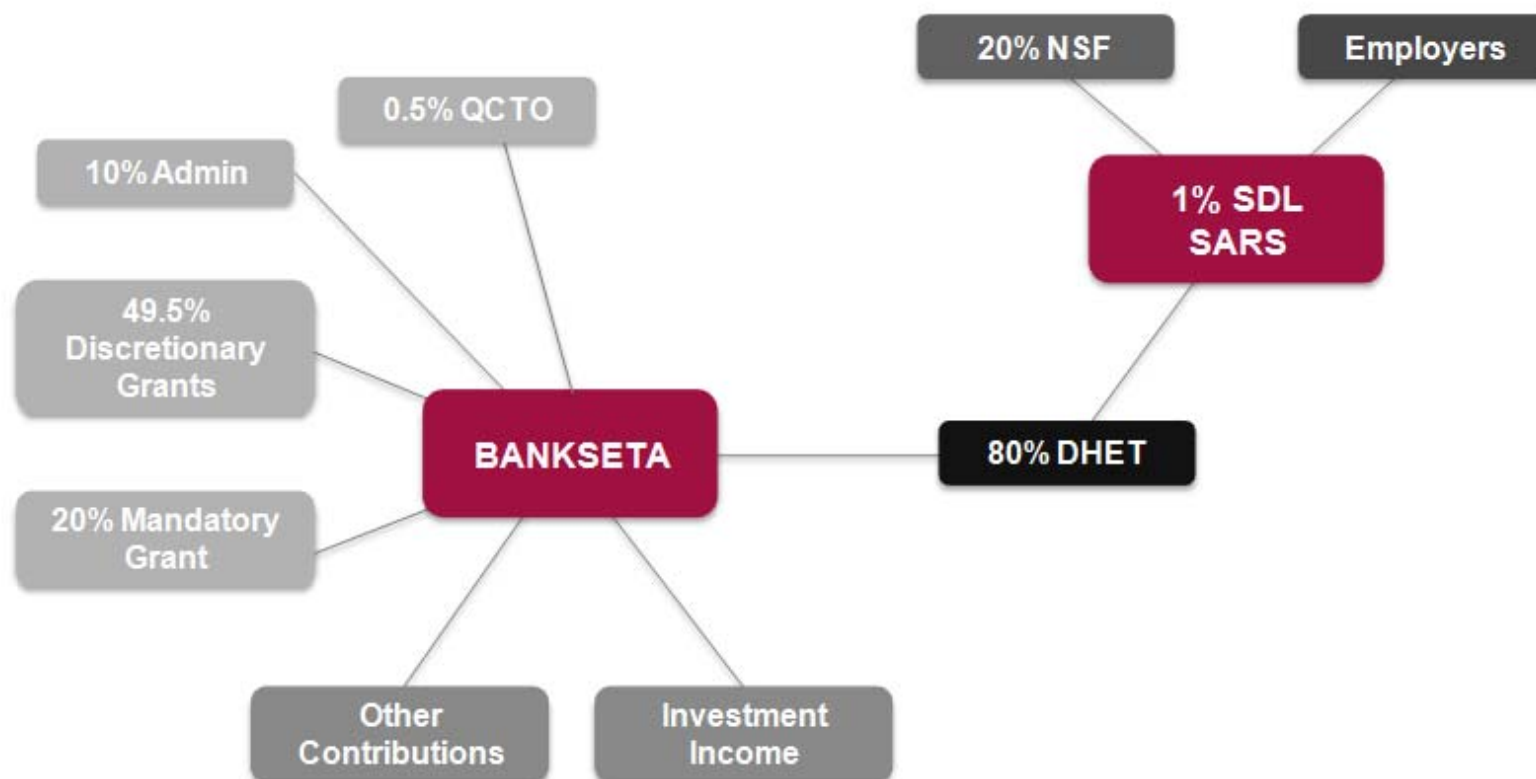 20% NSF
Employers
0.5% QCTO
10% Admin
1% SDL
SARS
49.5%
Discretionary
Grants
BANKSETA
80% DHET
20% Mandatory
Grant
Other
Contributions
Investment
Income